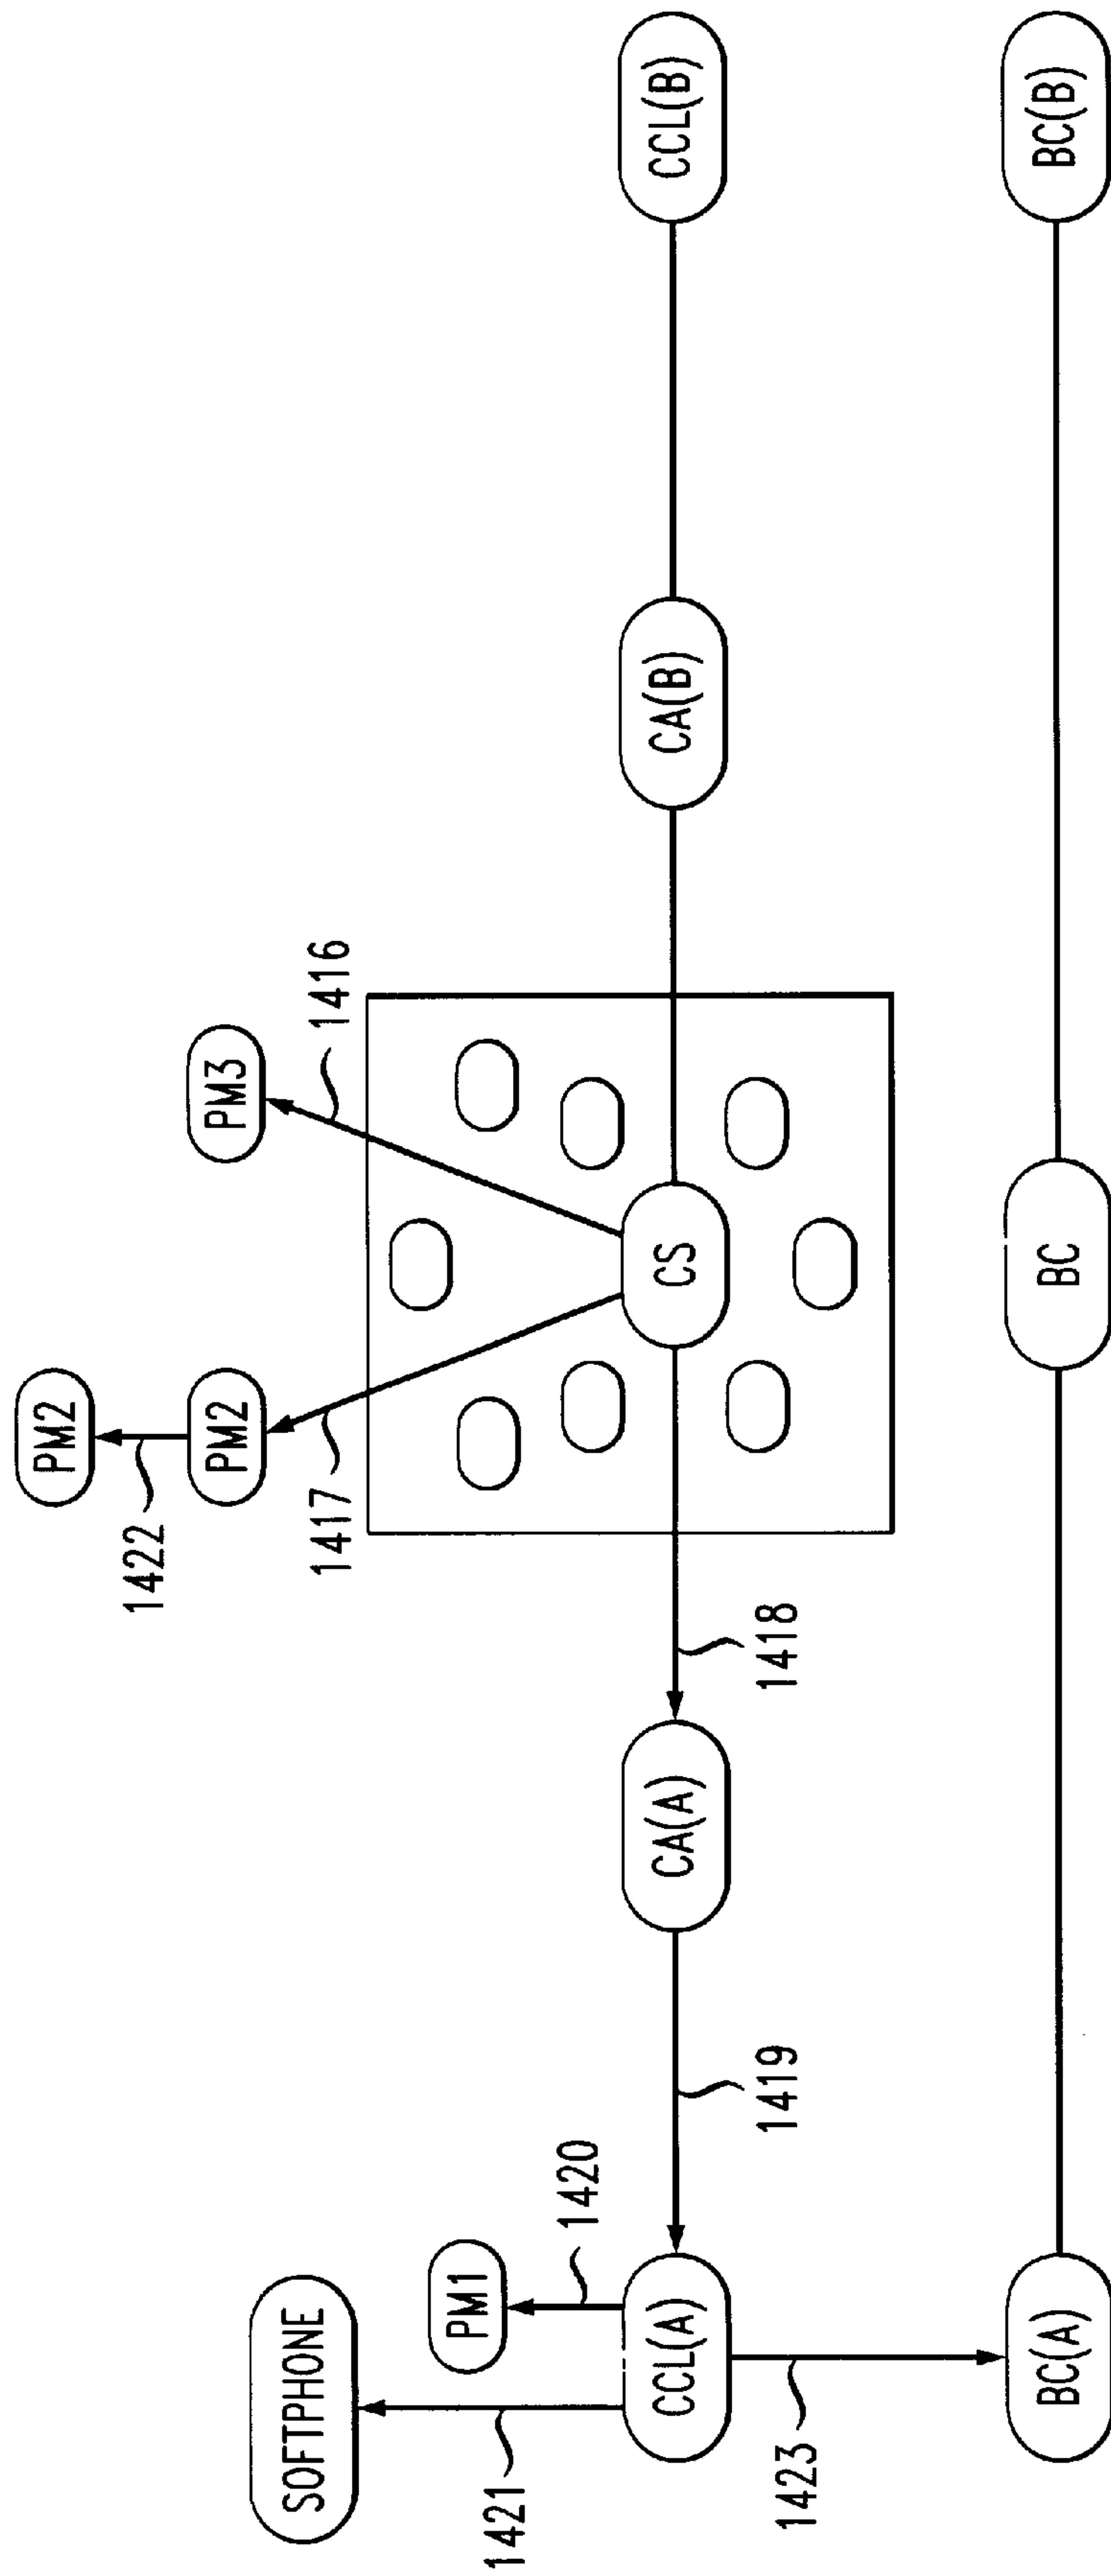 PM2
1422
PM2
PM3
1417
1416
SOFTPHONE
PM1
1421
1420
CCL(A)
1419
CA(A)
1418
CS
CA(B)
CCL(B)
1423
BC(A)
BC
BC(B)